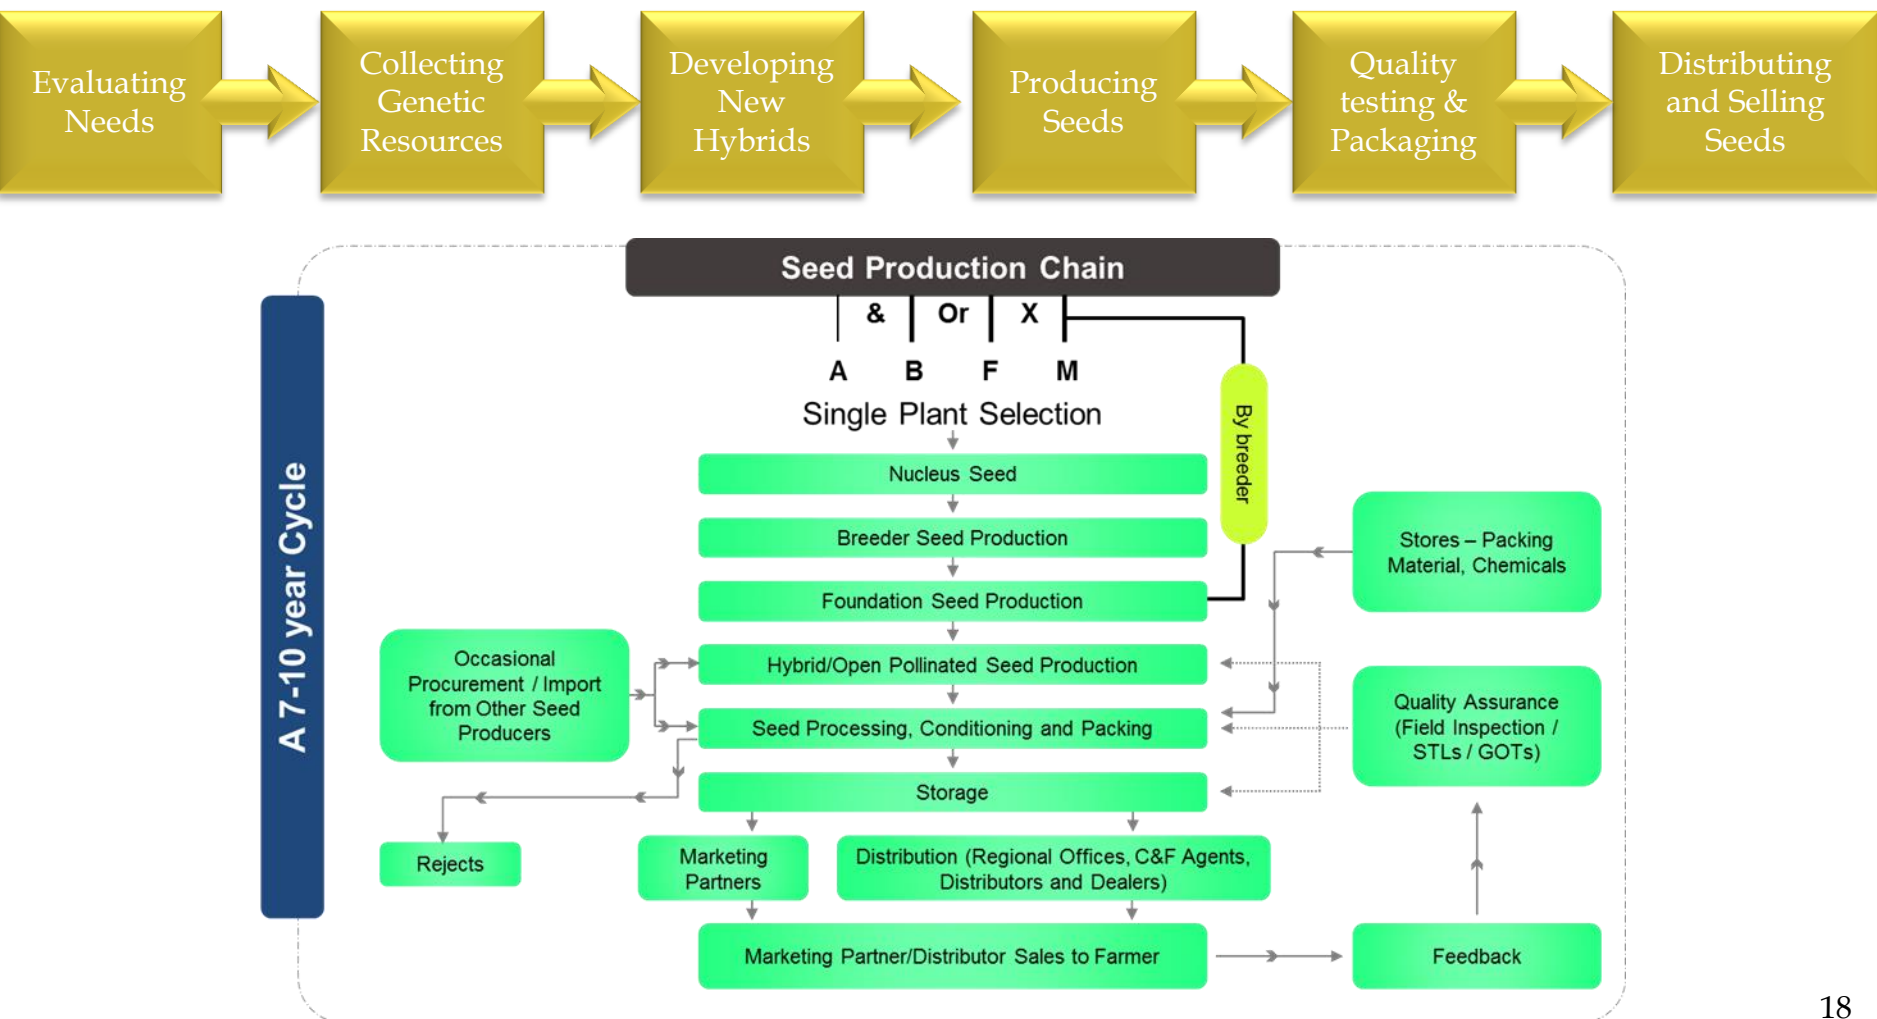 Evaluating
Needs
Collecting
Genetic
Resources
Developing
New
Hybrids
Producing
Seeds
Quality
testing &
Packaging
Distributing
and Selling
Seeds
Seed Production Chain
& Or X
A B F M
Single Plant Selection
By breeder
A 7-10 year Cycle
Nucleus Seed
Breeder Seed Production
Foundation Seed Production
Stores – Packing
Material, Chemicals
Occasional
Procurement / Import
from Other Seed
Producers
Hybrid/Open Pollinated Seed Production
Seed Processing, Conditioning and Packing
Quality Assurance
(Field Inspection /
STLs / GOTs)
Storage
Rejects
Marketing
Partners
Distribution (Regional Offices, C&F Agents,
Distributors and Dealers)
Marketing Partner/Distributor Sales to Farmer
Feedback
18